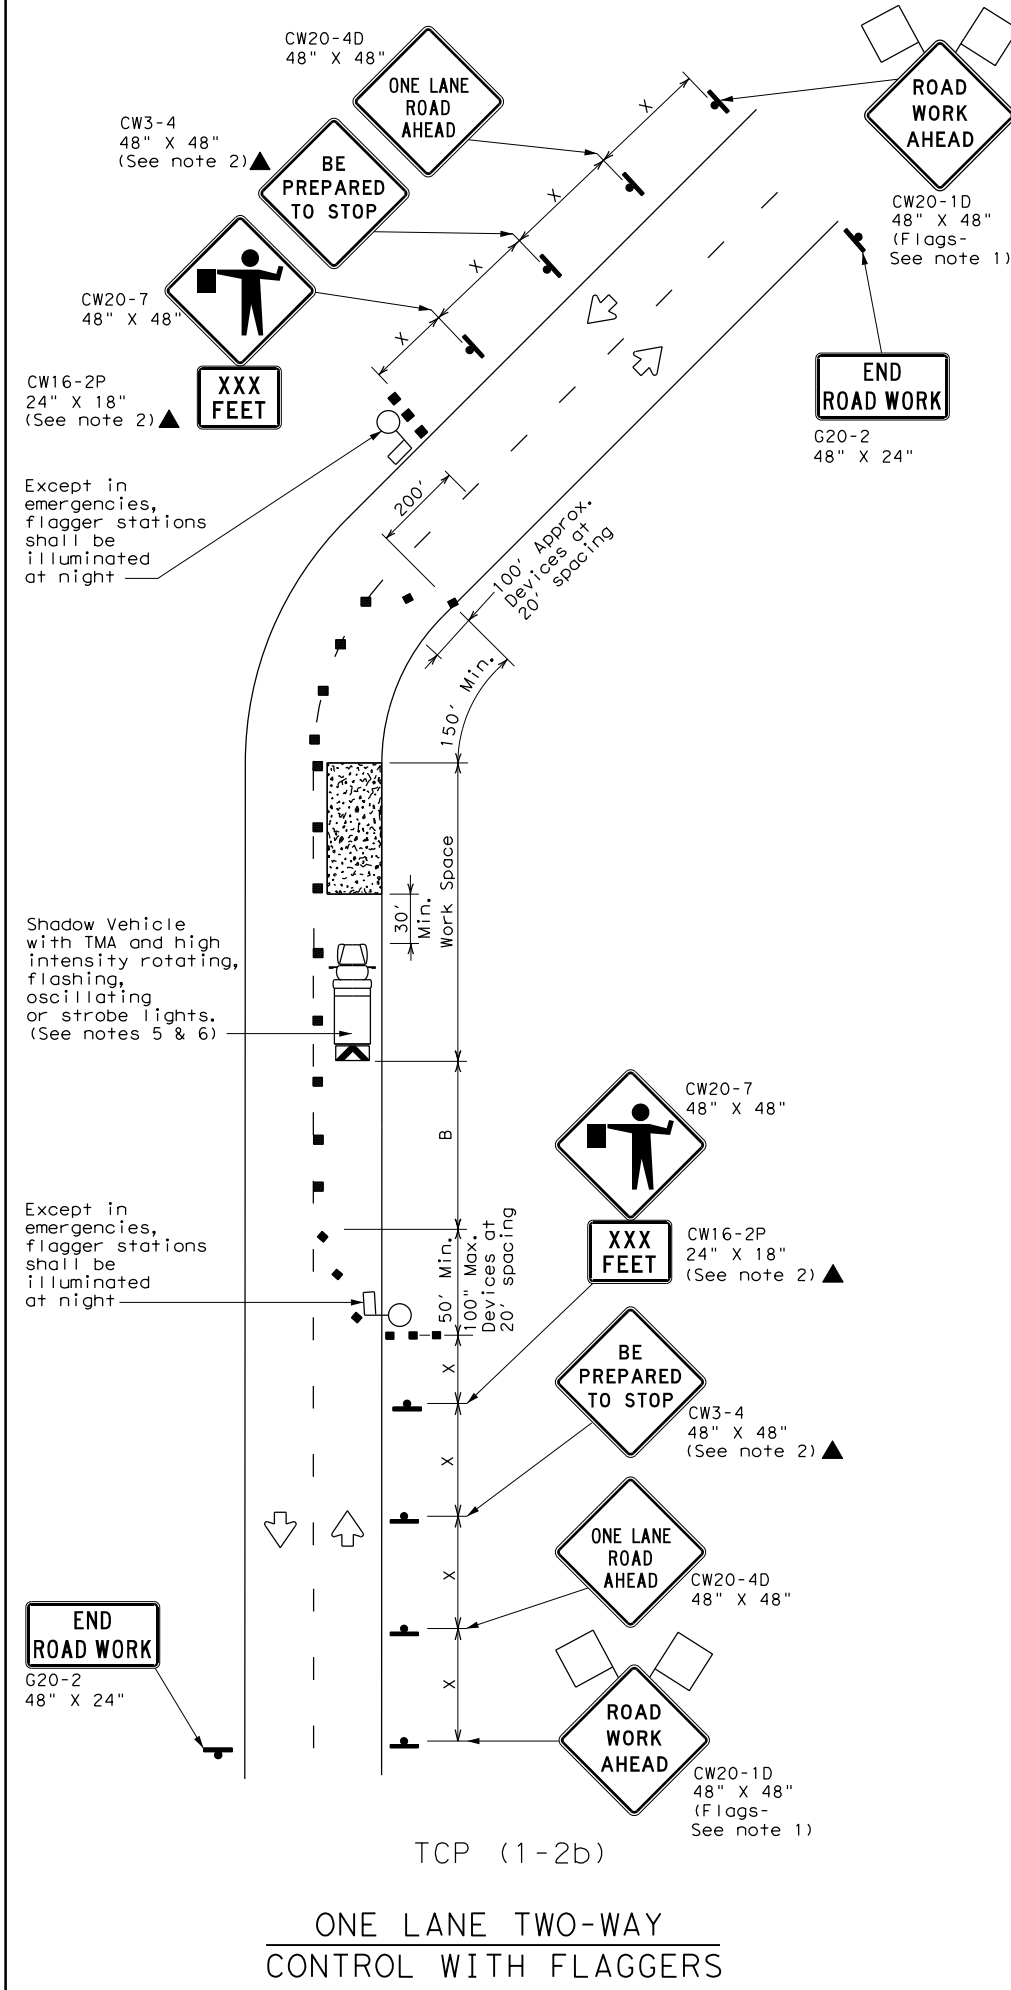 CW20-4D
48" X 48"
ONE LANE
ROAD
AHEAD
X
ROAD
WORK
AHEAD
CW20-1D
48" X 48"
(Flags-
See note 1)
CW3-4
48" X 48"
(See note 2)
BE
PREPARED
TO STOP
X
X
CW20-7
48" X 48"
X
CW16-2P
24" X 18"
(See note 2)
XXX
FEET
END
ROAD WORK
G20-2
48" X 24"
Except in
emergencies,
flagger stations
shall be
illuminated
at night
200'
100' Approx.
Devices at
20' spacing
150' Min.
Work Space
30'
Min.
Shadow Vehicle
with TMA and high
intensity rotating,
flashing,
oscillating
or strobe lights.
(See notes 5 & 6)
B
CW20-7
48" X 48"
XXX
FEET
CW16-2P
24" X 18"
(See note 2)
Except in
emergencies,
flagger stations
shall be
illuminated
at night
50' Min.
100" Max.
Devices at
20' spacing
X
BE
PREPARED
TO STOP
CW3-4
48" X 48"
(See note 2)
X
ONE LANE
ROAD
AHEAD
CW20-4D
48" X 48"
X
END
ROAD WORK
G20-2
48" X 24"
X
ROAD
WORK
AHEAD
CW20-1D
48" X 48"
(Flags-
See note 1)
TCP (1-2b)
ONE LANE TWO-WAY
CONTROL WITH FLAGGERS